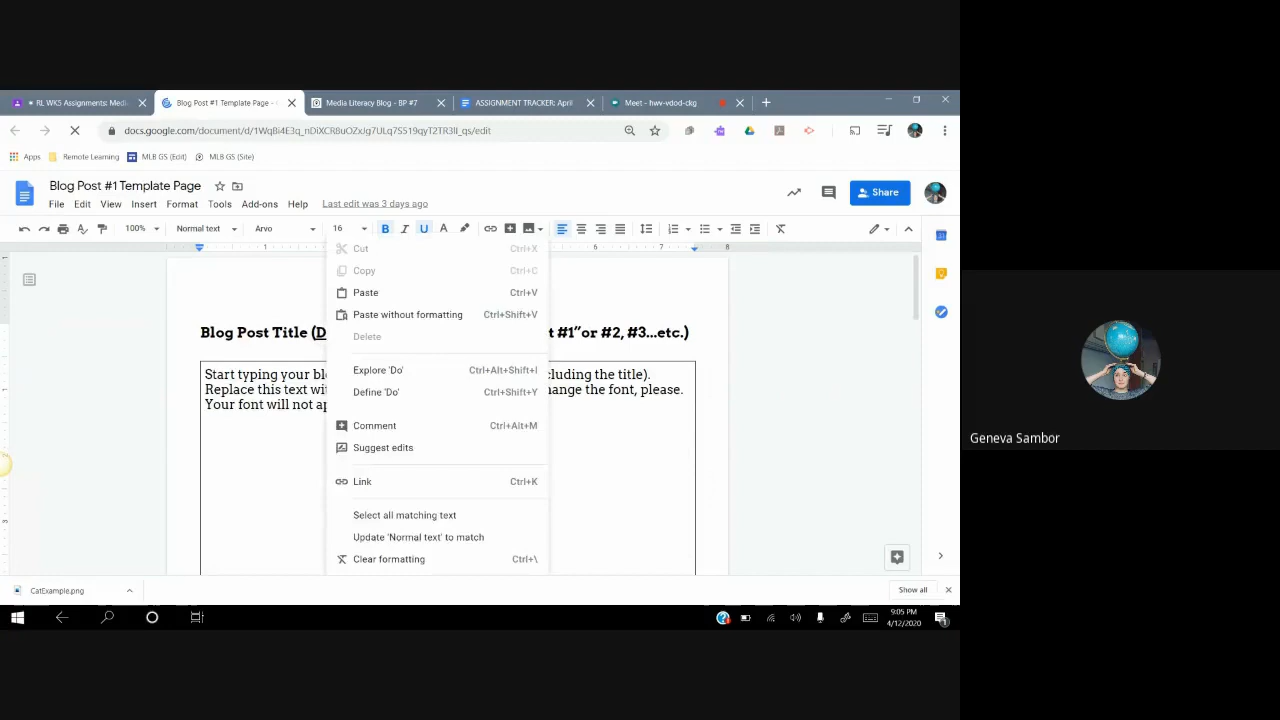 RL WK5 Assignments: Medi
Blog Post #1 Template Page -
Media Literacy Blog - BP #7
ASSIGNMENT TRACKER: April
Meet - hwv-vdod-ckg
docs.google.com/document/d/1WqBi4E3q_nDiXCR8uOZxJg7ULq7S519qyT2TR3lI_qs/edit
Apps
Remote Learning
MLB GS (Edit)
MLB GS (Site)
Blog Post #1 Template Page
File Edit View Insert Format Tools Add-ons Help Last edit was 3 days ago
Share
100% Normal text Arvo 16 B I U A
1 6 7 8
Cut Ctrl+X
Copy Ctrl+C
Paste Ctrl+V
Paste without formatting Ctrl+Shift+V
Delete
Explore 'Do' Ctrl+Alt+Shift+I
Define 'Do' Ctrl+Shift+Y
Comment Ctrl+Alt+M
Suggest edits
Link Ctrl+K
Select all matching text
Update 'Normal text' to match
Clear formatting Ctrl+\
Blog Post Title (D t #1”or #2, #3...etc.)
Start typing your blo cluding the title).
Replace this text wit ange the font, please.
Your font will not ap
Geneva Sambor
CatExample.png
Show all
9:05 PM
4/12/2020